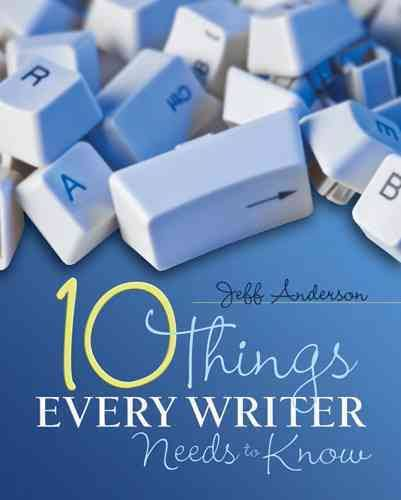 R
A
E
B
Jeff Anderson
10 Things
EVERY WRITER
Needs to Know